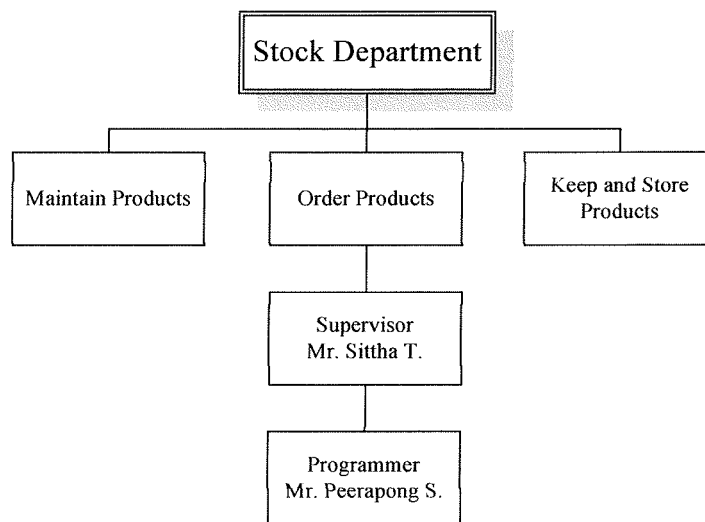 Stock Department
Maintain Products
Order Products
Keep and Store
Products
Supervisor
Mr. Sittha T.
Programmer
Mr. Peerapong S.